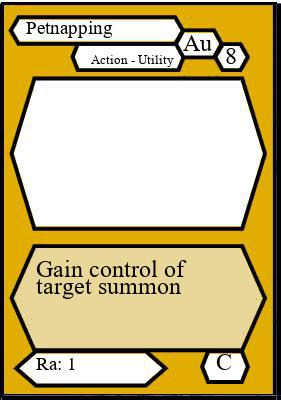 Petnapping
Au
Action - Utility
8
Gain control of
target summon
Ra: 1
C